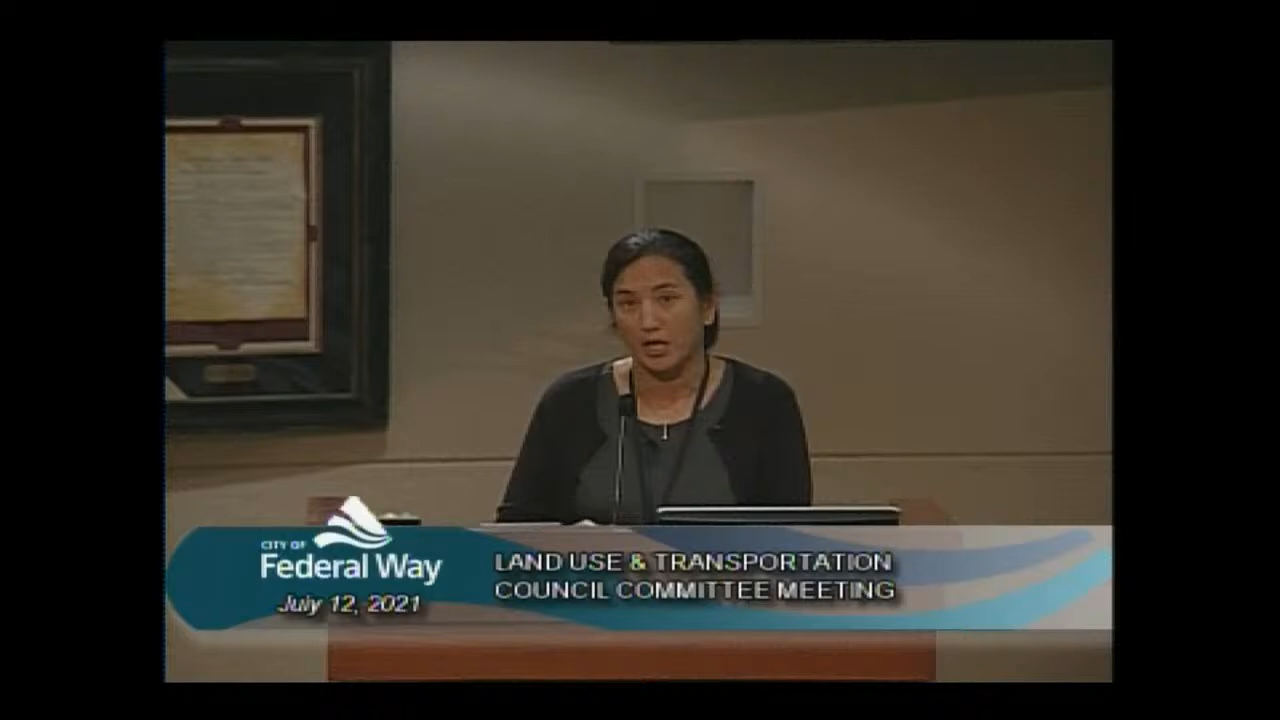 CITY OF
Federal Way
July 12, 2021
LAND USE & TRANSPORTATION
COUNCIL COMMITTEE MEETING